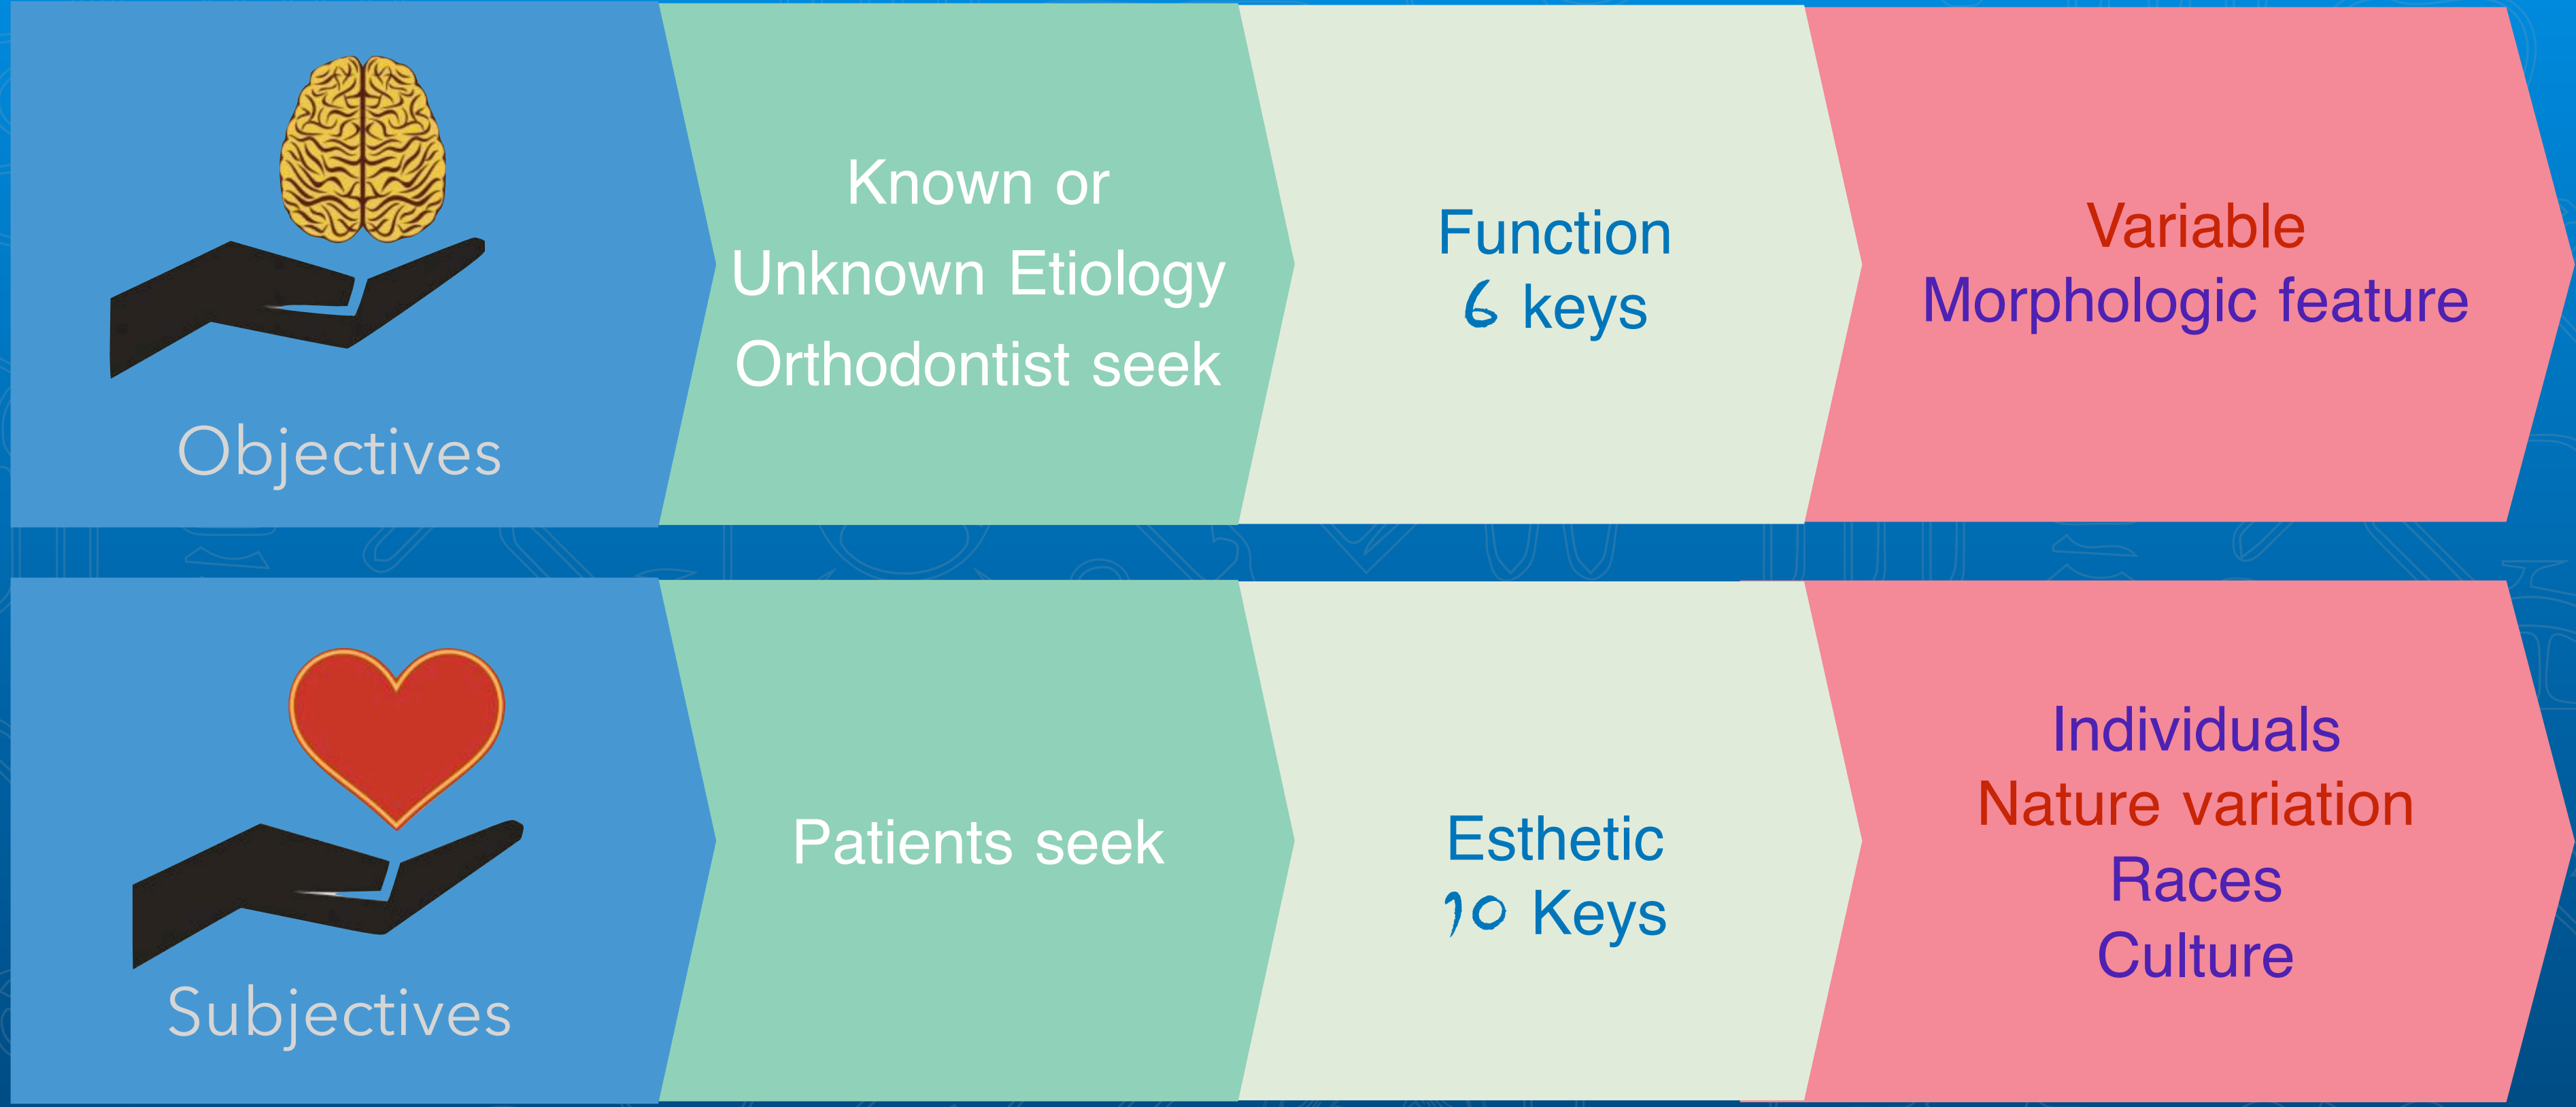 Objectives
Known or
Unknown Etiology
Orthodontist seek
Function
6 keys
Variable
Morphologic feature
Subjectives
Patients seek
Esthetic
10 Keys
Individuals
Nature variation
Races
Culture